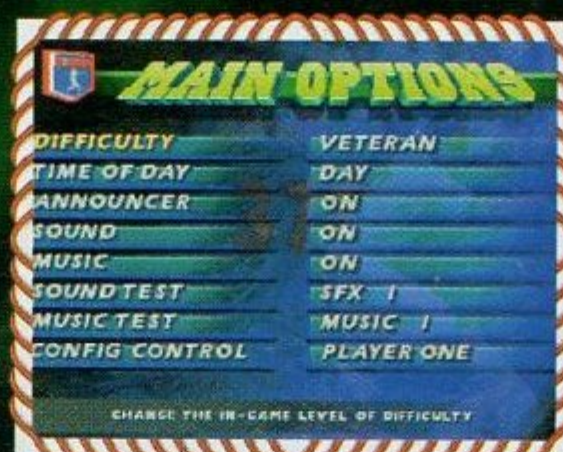 MAIN OPTIONS
DIFFICULTY VETERAN
TIME OF DAY DAY
ANNOUNCER ON
SOUND ON
MUSIC ON
SOUND TEST SFX 1
MUSIC TEST MUSIC 1
CONFIG CONTROL PLAYER ONE
CHANGE THE IN-GAME LEVEL OF DIFFICULTY